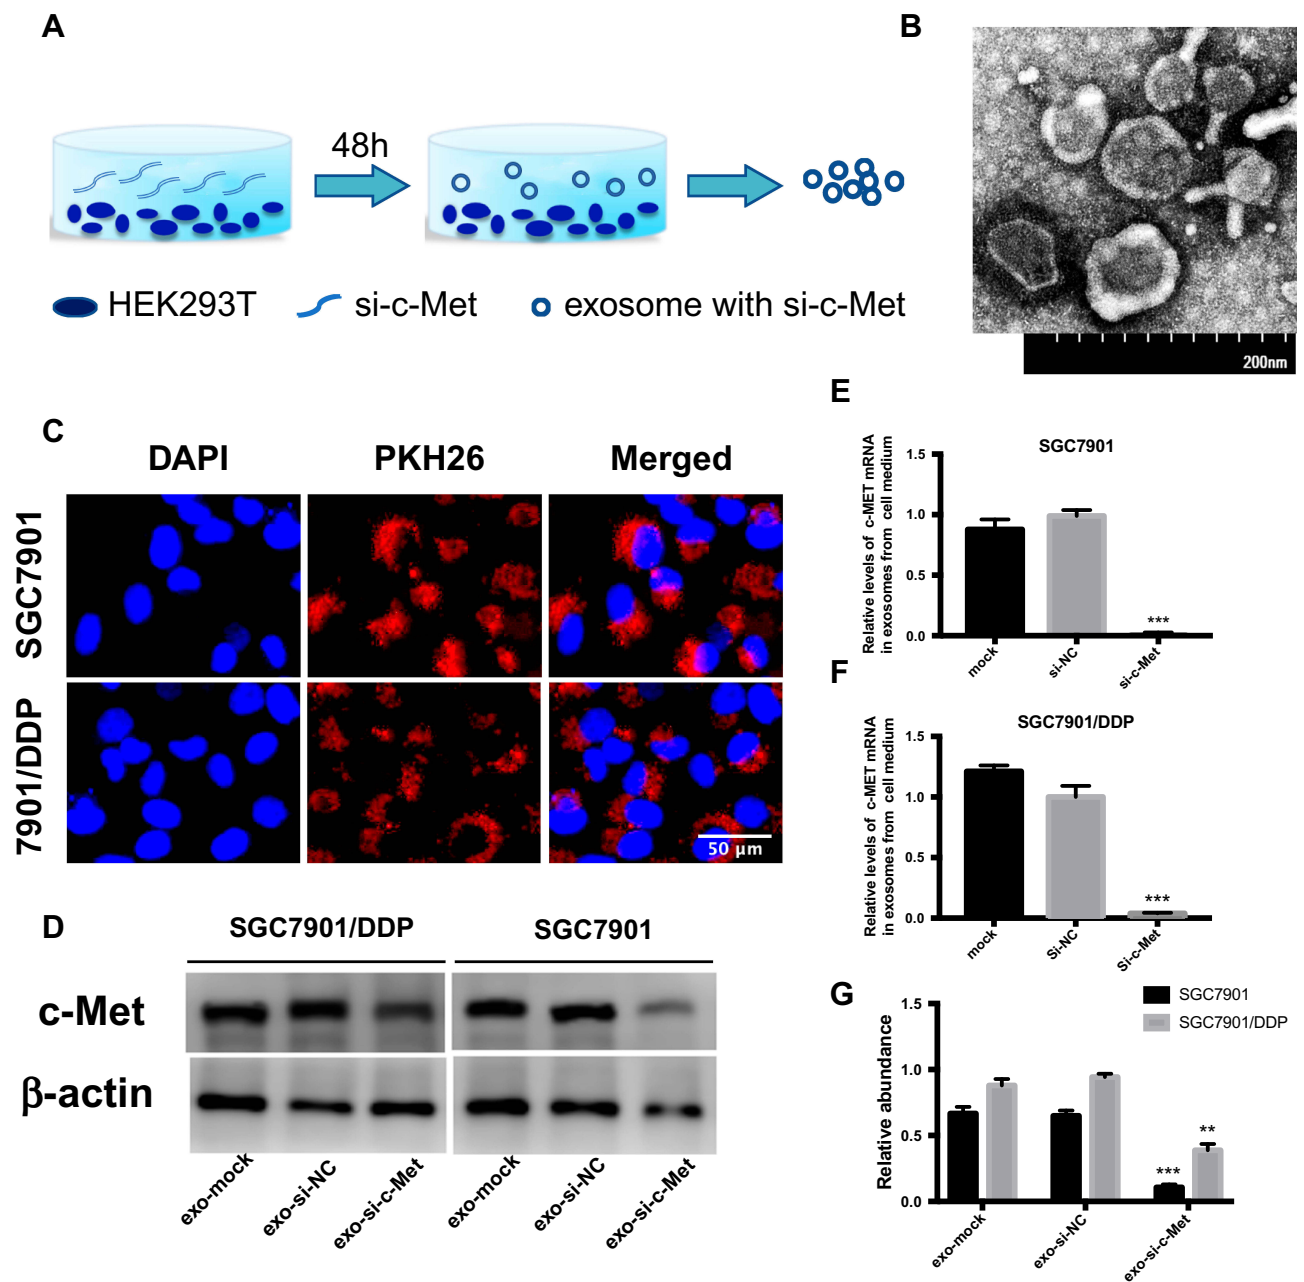 A
48h
HEK293T
si-c-Met
exosome with si-c-Met
B
200nm
C
DAPI
PKH26
Merged
SGC7901
7901/DDP
50 μm
D
SGC7901/DDP
SGC7901
c-Met
β-actin
exo-mock
exo-si-NC
exo-si-c-Met
exo-mock
exo-si-NC
exo-si-c-Met
E
SGC7901
Relative levels of c-MET mRNA
in exosomes from cell medium
1.5
1.0
0.5
0.0
***
mock
si-NC
si-c-Met
F
SGC7901/DDP
Relative levels of c-MET mRNA
in exosomes from cell medium
1.5
1.0
0.5
0.0
***
mock
Si-NC
Si-c-Met
G
SGC7901
SGC7901/DDP
Relative abundance
1.5
1.0
0.5
0.0
***
**
exo-mock
exo-si-NC
exo-si-c-Met